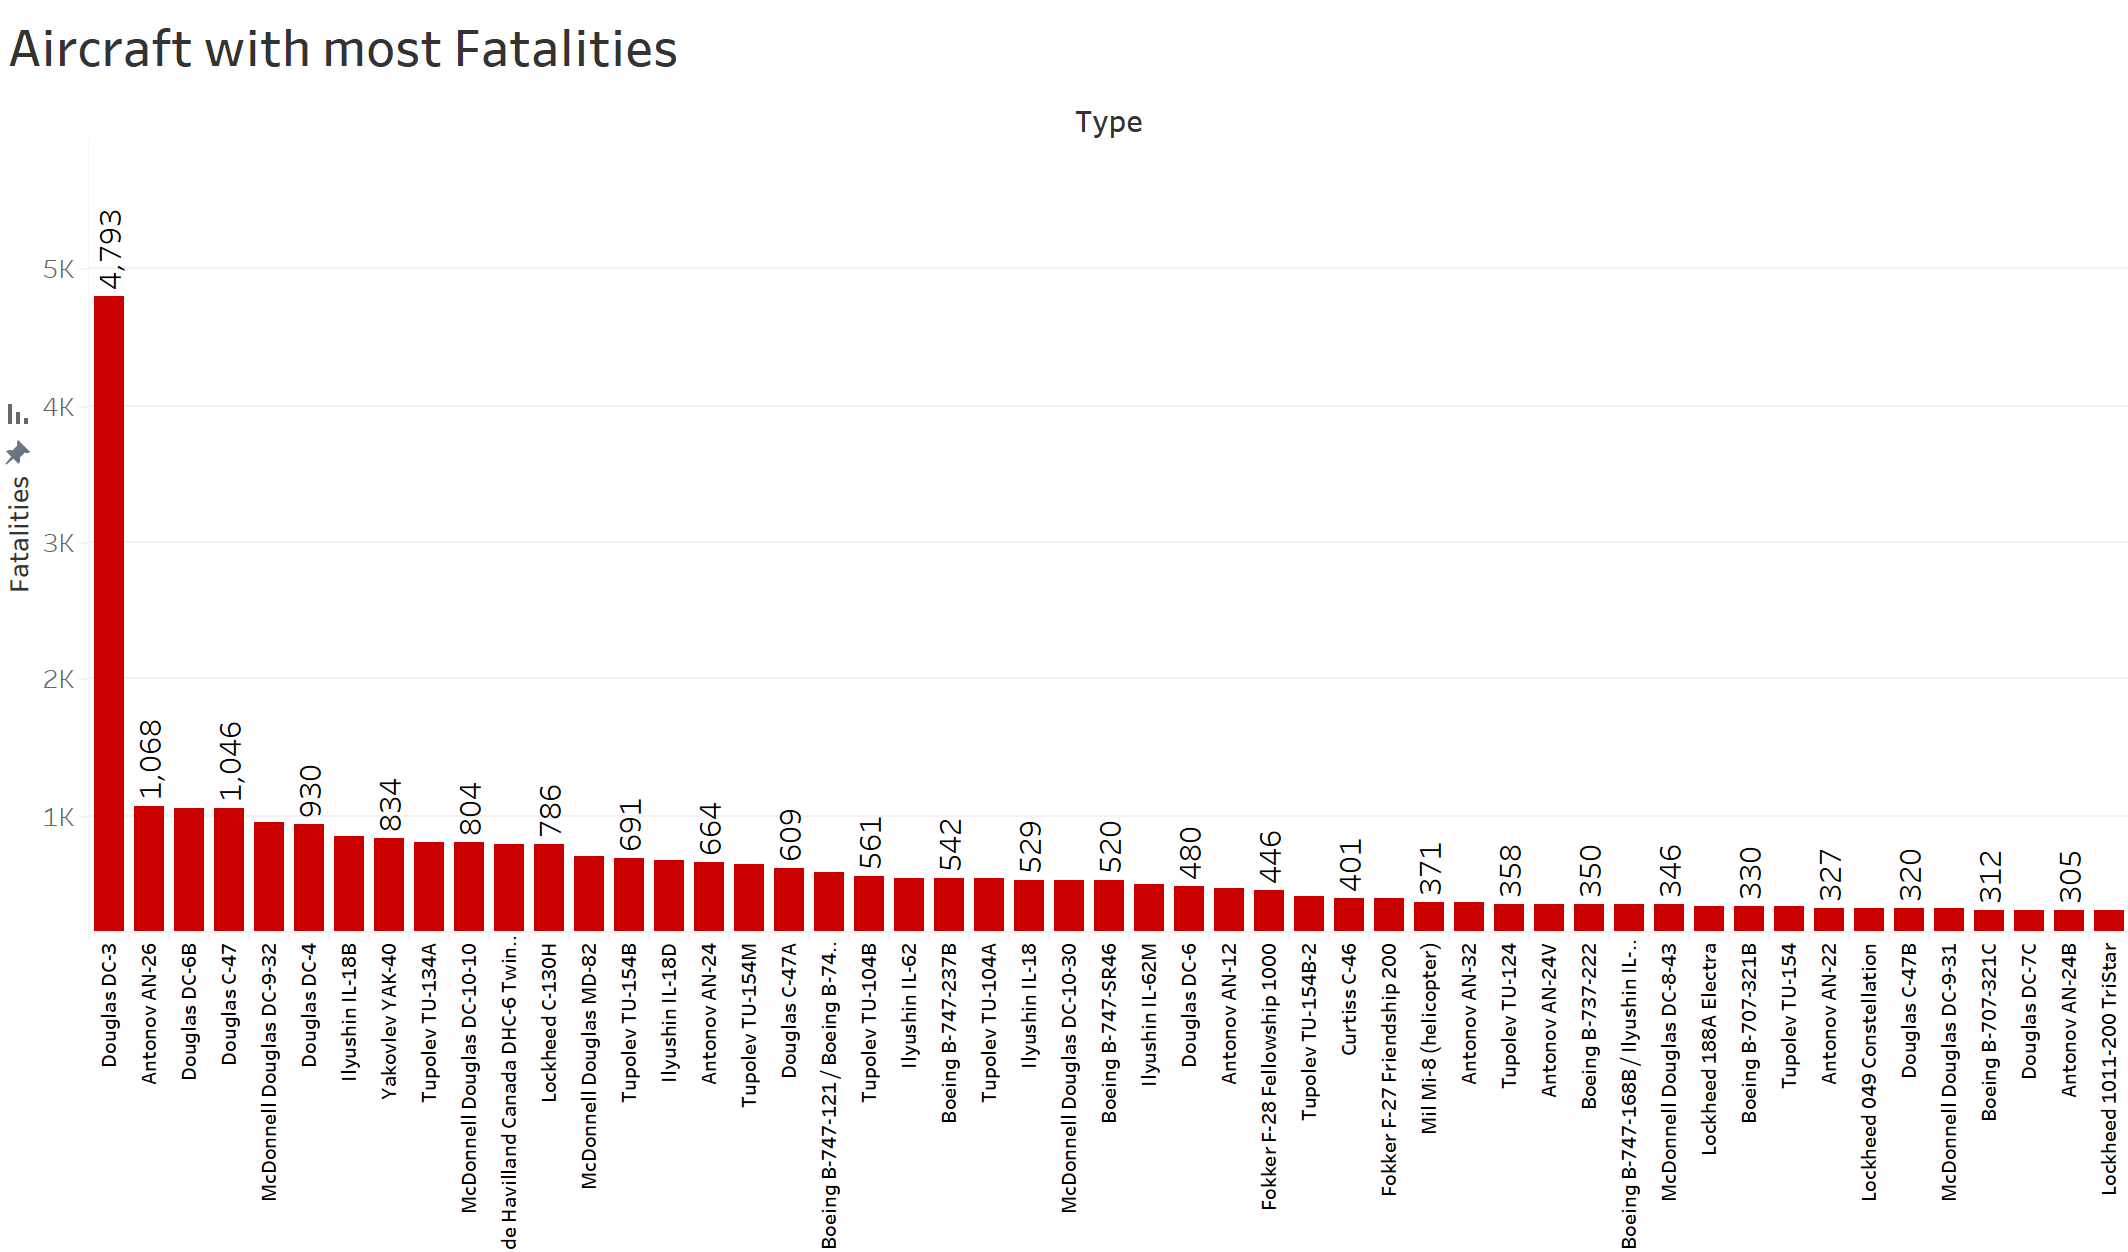 Aircraft with most Fatalities
Type
Fatalities
5K
4K
3K
2K
1K
4,793
1,068
1,046
930
834
804
786
691
664
609
561
542
529
520
480
446
401
371
358
350
346
330
327
320
312
305
Douglas DC-3
Antonov AN-26
Douglas DC-6B
Douglas C-47
McDonnell Douglas DC-9-32
Douglas DC-4
Ilyushin IL-18B
Yakovlev YAK-40
Tupolev TU-134A
McDonnell Douglas DC-10-10
de Havilland Canada DHC-6 Twin..
Lockheed C-130H
McDonnell Douglas MD-82
Tupolev TU-154B
Ilyushin IL-18D
Antonov AN-24
Tupolev TU-154M
Douglas C-47A
Boeing B-747-121 / Boeing B-74..
Tupolev TU-104B
Ilyushin IL-62
Boeing B-747-237B
Tupolev TU-104A
Ilyushin IL-18
McDonnell Douglas DC-10-30
Boeing B-747-SR46
Ilyushin IL-62M
Douglas DC-6
Antonov AN-12
Fokker F-28 Fellowship 1000
Tupolev TU-154B-2
Curtiss C-46
Fokker F-27 Friendship 200
Mil Mi-8 (helicopter)
Antonov AN-32
Tupolev TU-124
Antonov AN-24V
Boeing B-737-222
Boeing B-747-168B / Ilyushin IL-..
McDonnell Douglas DC-8-43
Lockheed 188A Electra
Boeing B-707-321B
Tupolev TU-154
Antonov AN-22
Lockheed 049 Constellation
Douglas C-47B
McDonnell Douglas DC-9-31
Boeing B-707-321C
Douglas DC-7C
Antonov AN-24B
Lockheed 1011-200 TriStar